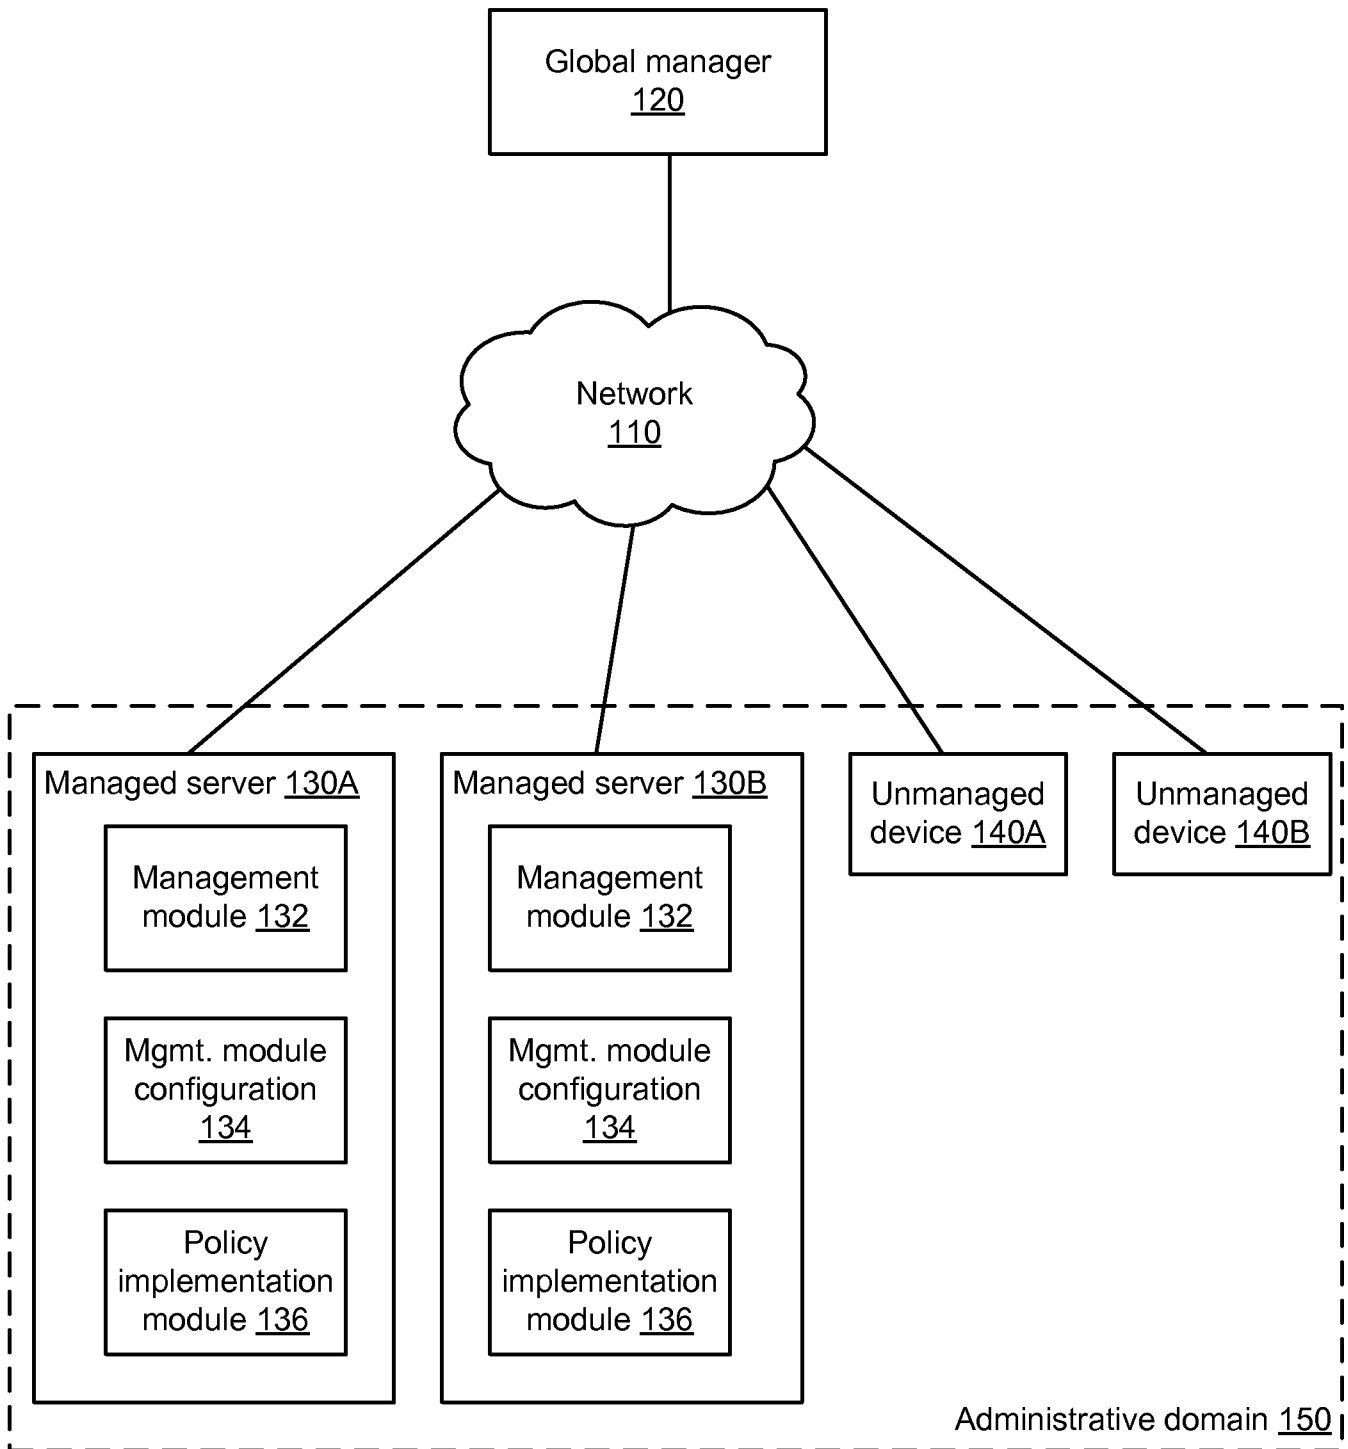 Global manager
120
Network
110
Managed server 130A
Management
module 132
Mgmt. module
configuration
134
Policy
implementation
module 136
Managed server 130B
Management
module 132
Mgmt. module
configuration
134
Policy
implementation
module 136
Unmanaged
device 140A
Unmanaged
device 140B
Administrative domain 150